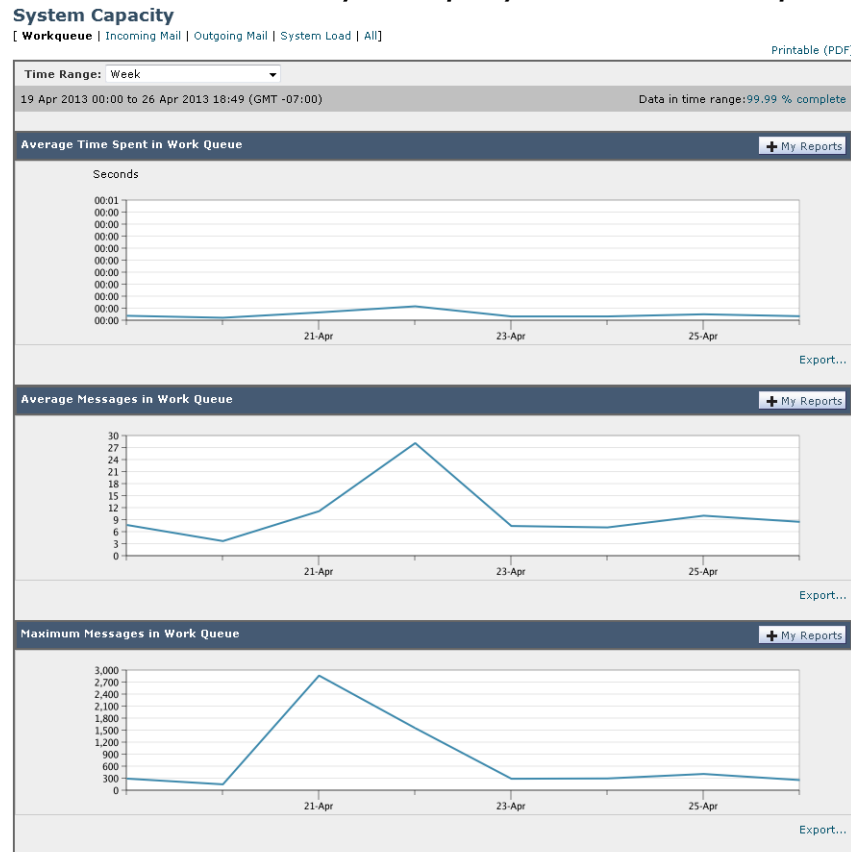 System Capacity
[ Workqueue | Incoming Mail | Outgoing Mail | System Load | All]
Printable (PDF)
Time Range: Week
19 Apr 2013 00:00 to 26 Apr 2013 18:49 (GMT -07:00) Data in time range:99.99 % complete
Average Time Spent in Work Queue My Reports
Seconds
00:01
00:00
00:00
00:00
00:00
00:00
00:00
00:00
00:00
00:00
00:00
21-Apr 23-Apr 25-Apr
Export...
Average Messages in Work Queue My Reports
30
27
24
21
18
15
12
9
6
3
0
21-Apr 23-Apr 25-Apr
Export...
Maximum Messages in Work Queue My Reports
3,000
2,700
2,400
2,100
1,800
1,500
1,200
900
600
300
0
21-Apr 23-Apr 25-Apr
Export...